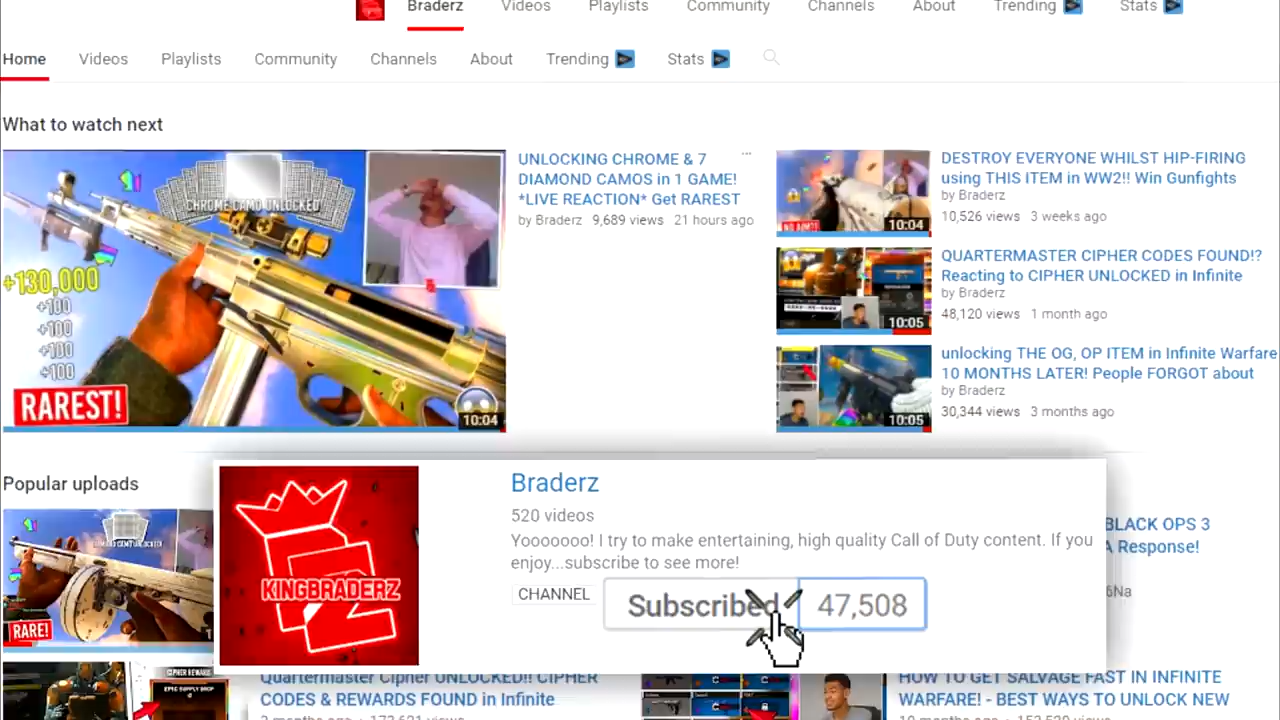 Braderz Videos Playlists Community Channels About Trending Stats
Home Videos Playlists Community Channels About Trending Stats
What to watch next
CHROME CAMO UNLOCKED!
+130,000
+100
+100
+100
+100
RAREST!
10:04
UNLOCKING CHROME & 7
DIAMOND CAMOS in 1 GAME!
*LIVE REACTION* Get RAREST
by Braderz 9,689 views 21 hours ago
10:04
DESTROY EVERYONE WHILST HIP-FIRING
using THIS ITEM in WW2!! Win Gunfights
by Braderz
10,526 views 3 weeks ago
10:05
QUARTERMASTER CIPHER CODES FOUND!?
Reacting to CIPHER UNLOCKED in Infinite
by Braderz
48,120 views 1 month ago
10:05
unlocking THE OG, OP ITEM in Infinite Warfare
10 MONTHS LATER! People FORGOT about
by Braderz
30,344 views 3 months ago
Popular uploads
RARE!
KINGBRADERZ
Braderz
520 videos
Yooooooo! I try to make entertaining, high quality Call of Duty content. If you
enjoy...subscribe to see more!
CHANNEL
Subscribed 47,508
BLACK OPS 3
A Response!
6Na
CIPHER REWARDS
EPIC SUPPLY DROP
Quartermaster Cipher UNLOCKED!! CIPHER
CODES & REWARDS FOUND in Infinite
HOW TO GET SALVAGE FAST IN INFINITE
WARFARE! - BEST WAYS TO UNLOCK NEW